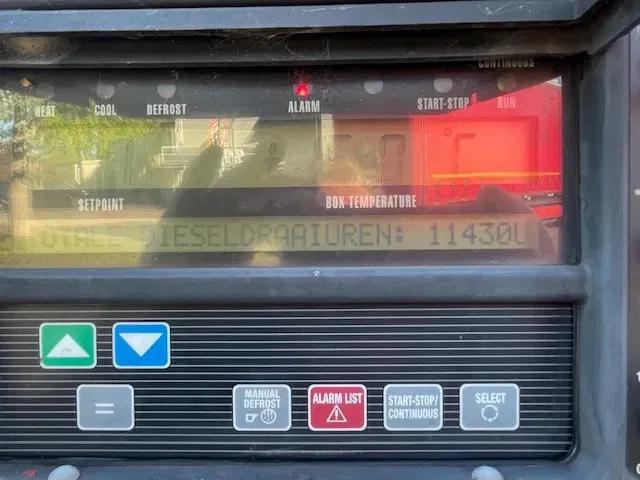 CONTINUOUS
HEAT COOL DEFROST ALARM START-STOP RUN
SETPOINT BOX TEMPERATURE
TOTALE DIESELDRAAIUREN: 11430U
=
MANUAL DEFROST
ALARM LIST
START-STOP/ CONTINUOUS
SELECT